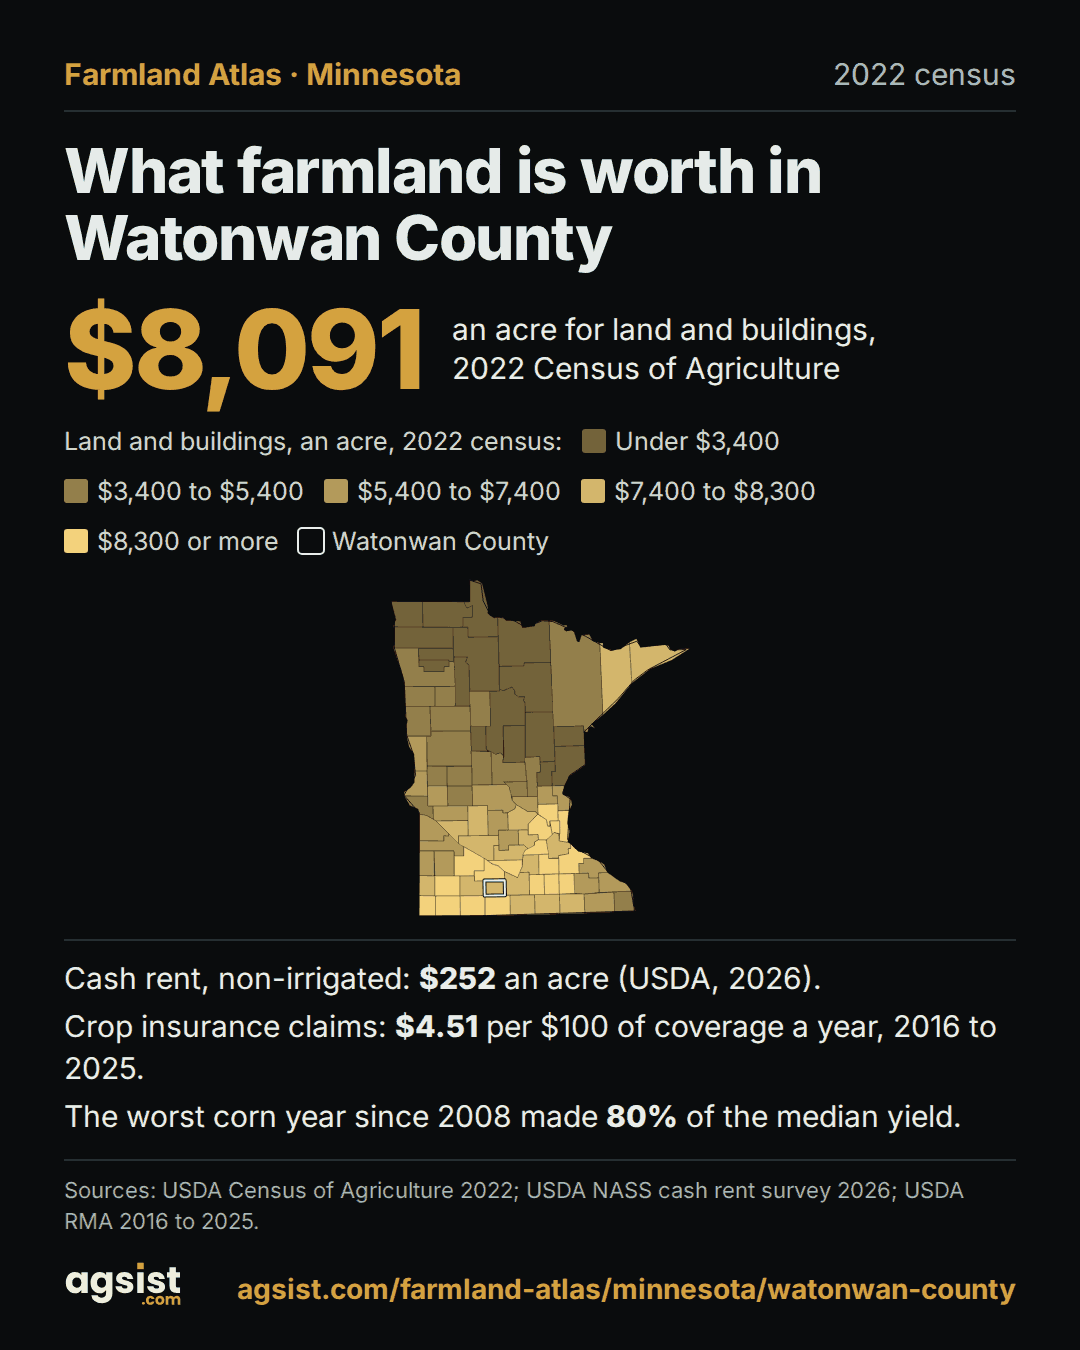 Farmland Atlas · Minnesota
2022 census
What farmland is worth in
Watonwan County
$8,091
an acre for land and buildings,
2022 Census of Agriculture
Land and buildings, an acre, 2022 census: Under $3,400
$3,400 to $5,400 $5,400 to $7,400 $7,400 to $8,300
$8,300 or more Watonwan County
Cash rent, non-irrigated: $252 an acre (USDA, 2026).
Crop insurance claims: $4.51 per $100 of coverage a year, 2016 to
2025.
The worst corn year since 2008 made 80% of the median yield.
Sources: USDA Census of Agriculture 2022; USDA NASS cash rent survey 2026; USDA
RMA 2016 to 2025.
agsist
.com
agsist.com/farmland-atlas/minnesota/watonwan-county